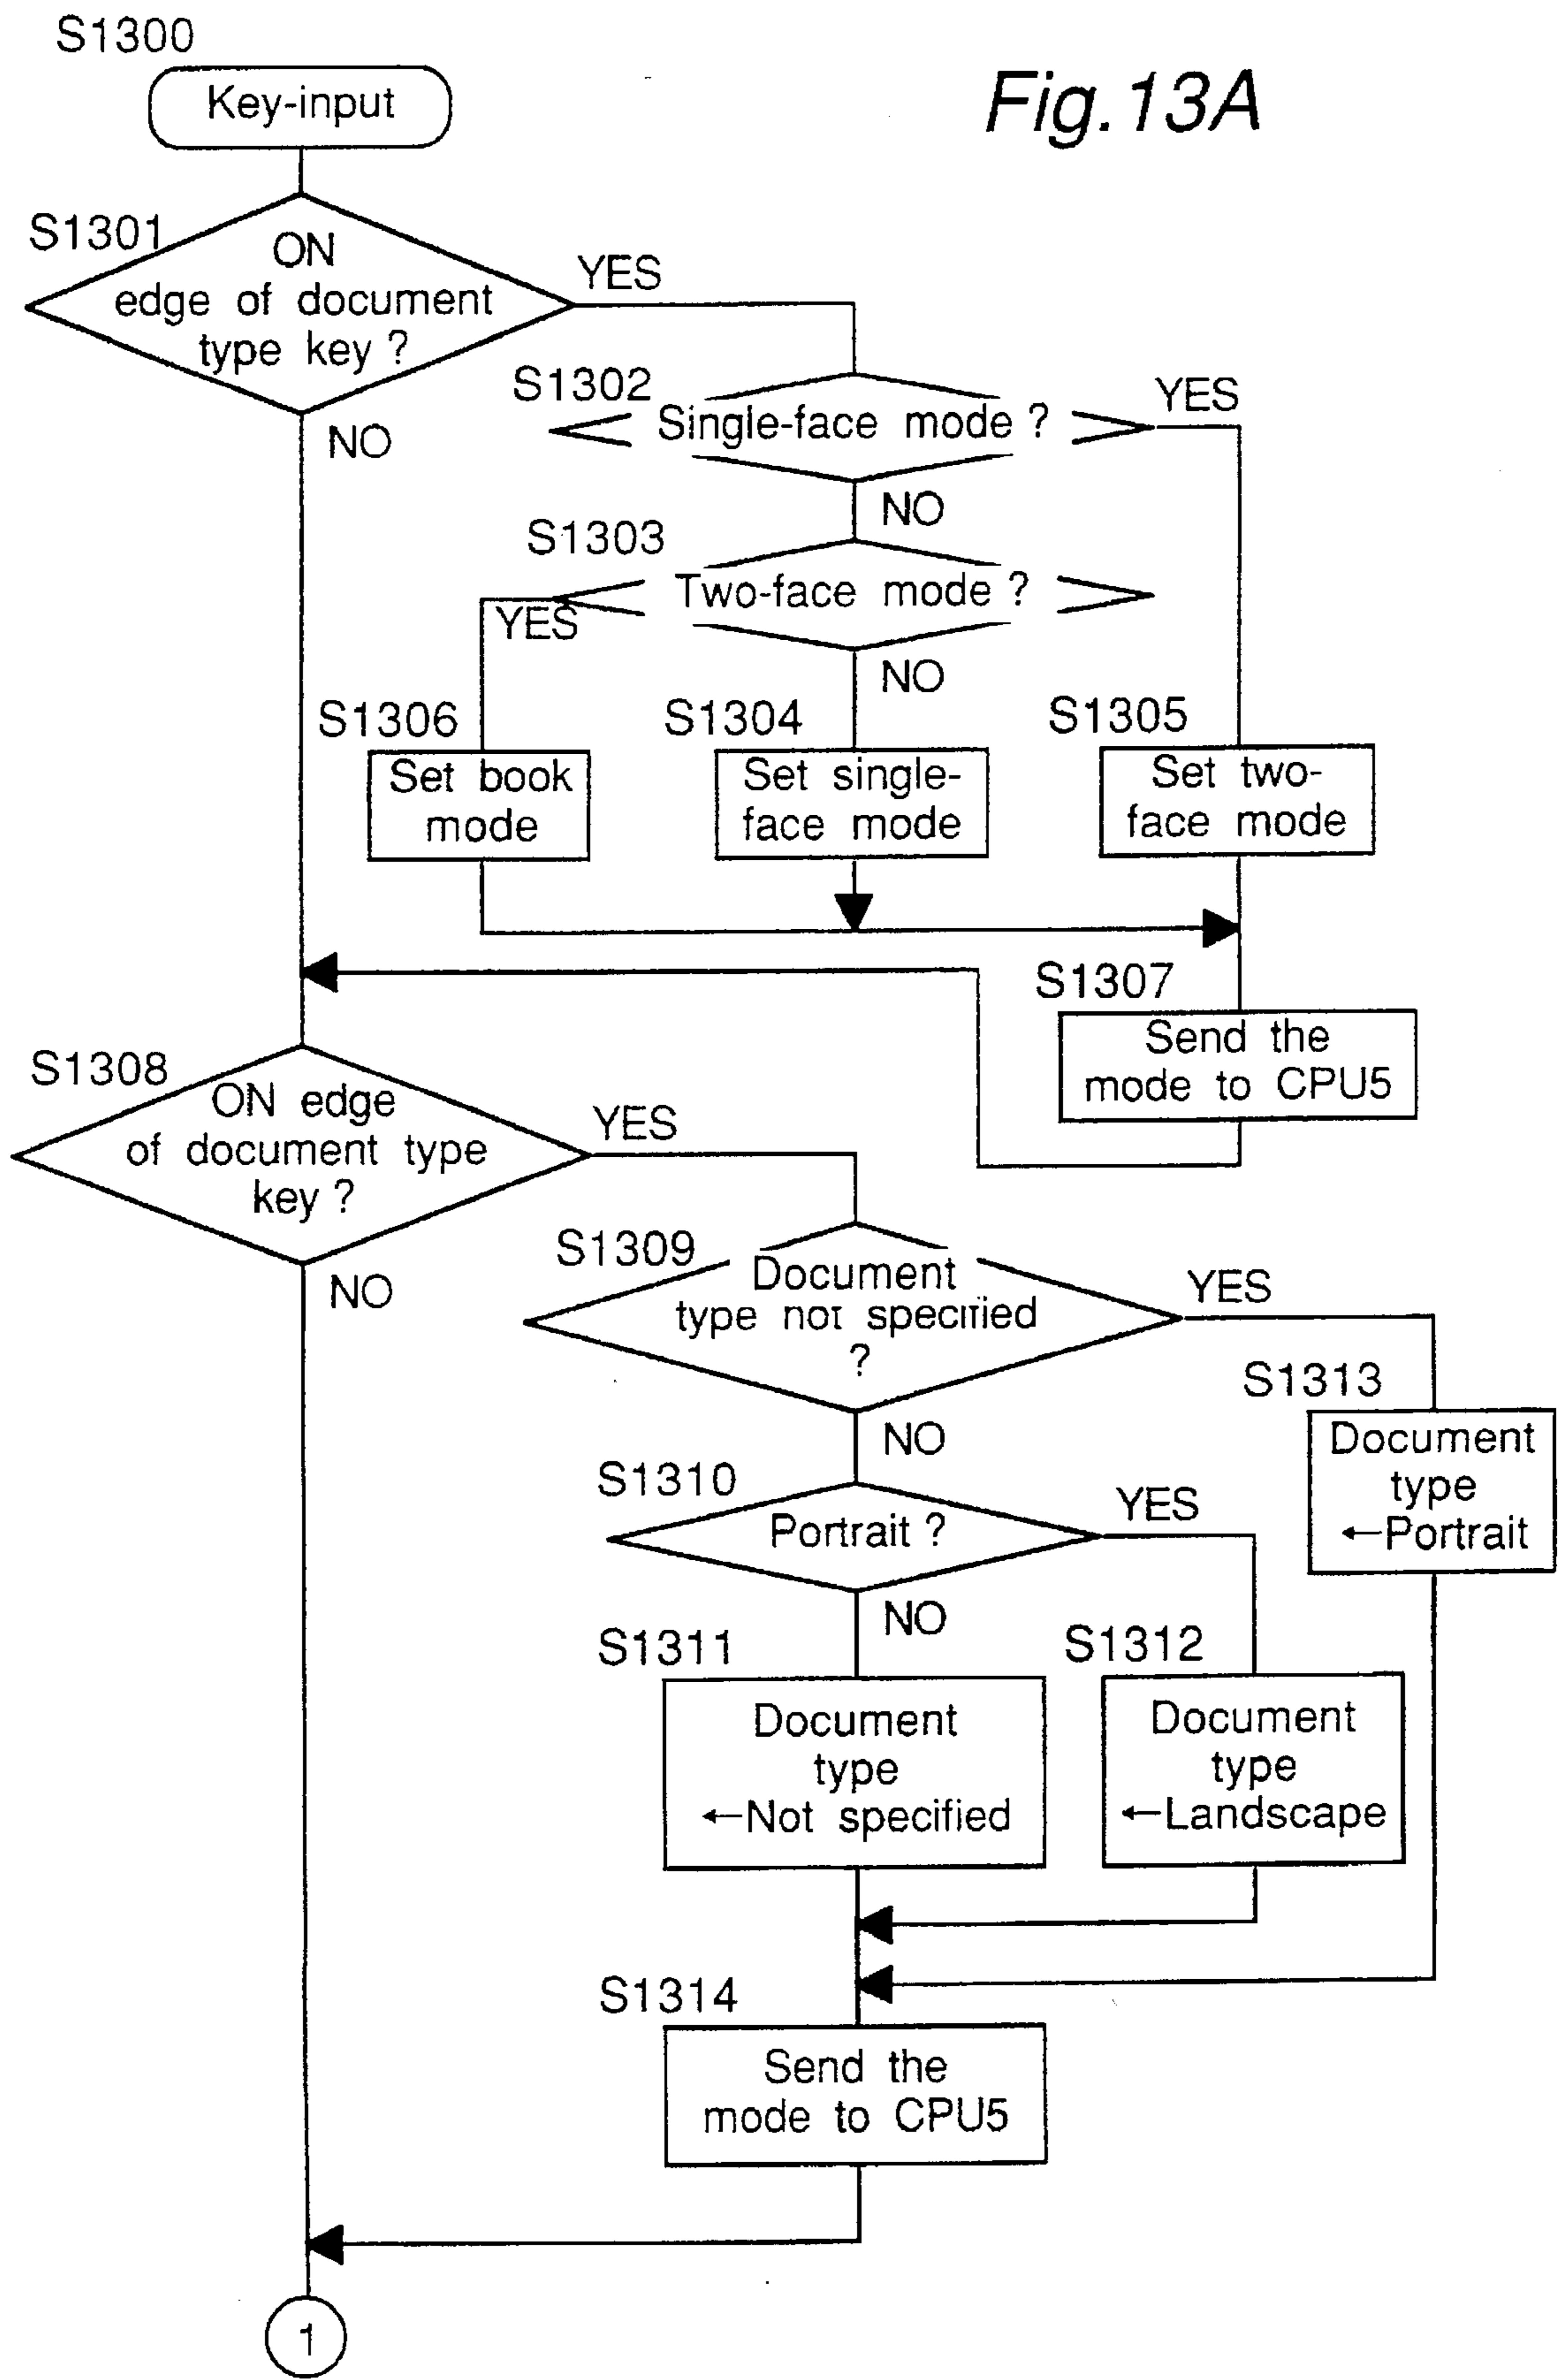 S1300
Key-input
Fig.13A
S1301
ON
edge of document
type key ?
YES
NO
S1302
Single-face mode ?
YES
NO
S1303
Two-face mode ?
YES
NO
S1306
Set book
mode
S1304
Set single-
face mode
S1305
Set two-
face mode
S1307
Send the
mode to CPU5
S1308
ON edge
of document type
key ?
YES
NO
S1309
Document
type not specified
?
YES
NO
S1313
Document
type
←Portrait
S1310
Portrait ?
YES
NO
S1311
Document
type
←Not specified
S1312
Document
type
←Landscape
S1314
Send the
mode to CPU5
1